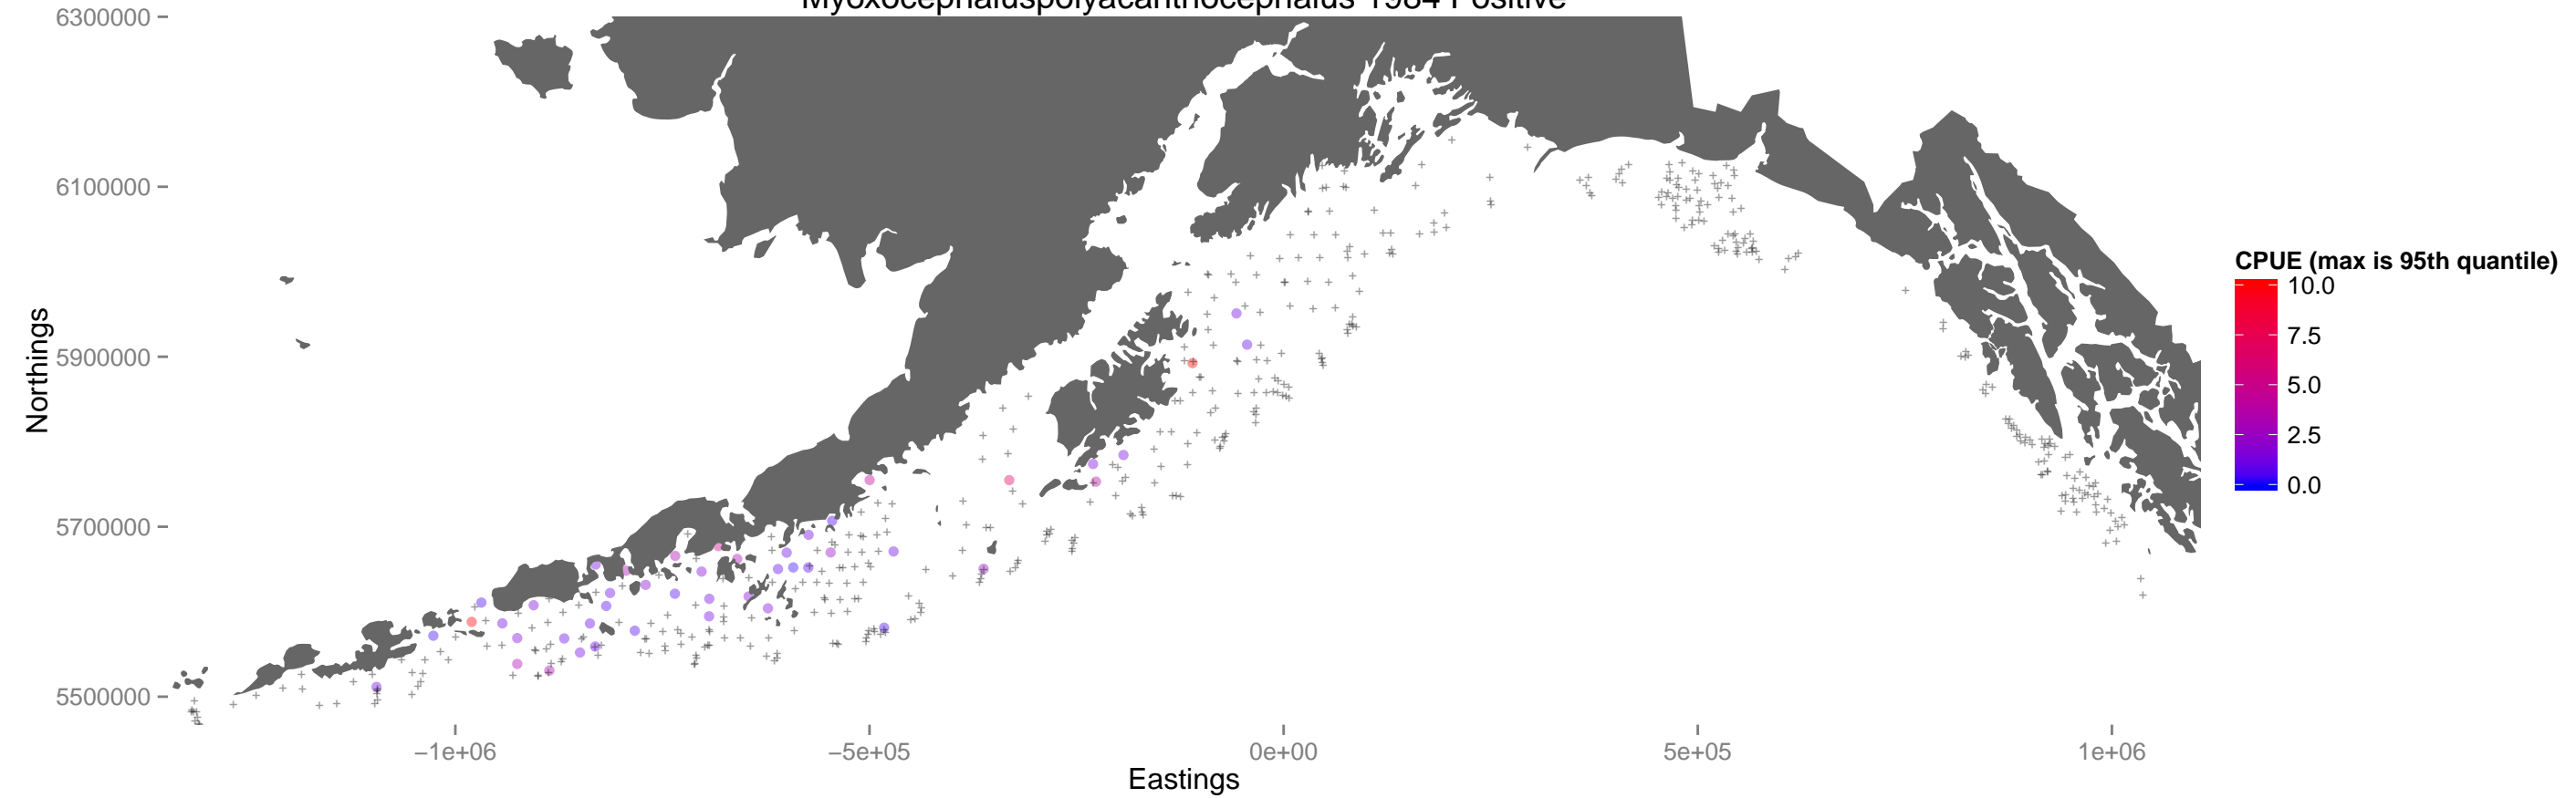 Myoxocephaluspolyacanthocephalus 1984 Positive
6300000
6100000
5900000
5700000
5500000
Northings
−1e+06
−5e+05
0e+00
5e+05
1e+06
Eastings
CPUE (max is 95th quantile)
10.0
7.5
5.0
2.5
0.0